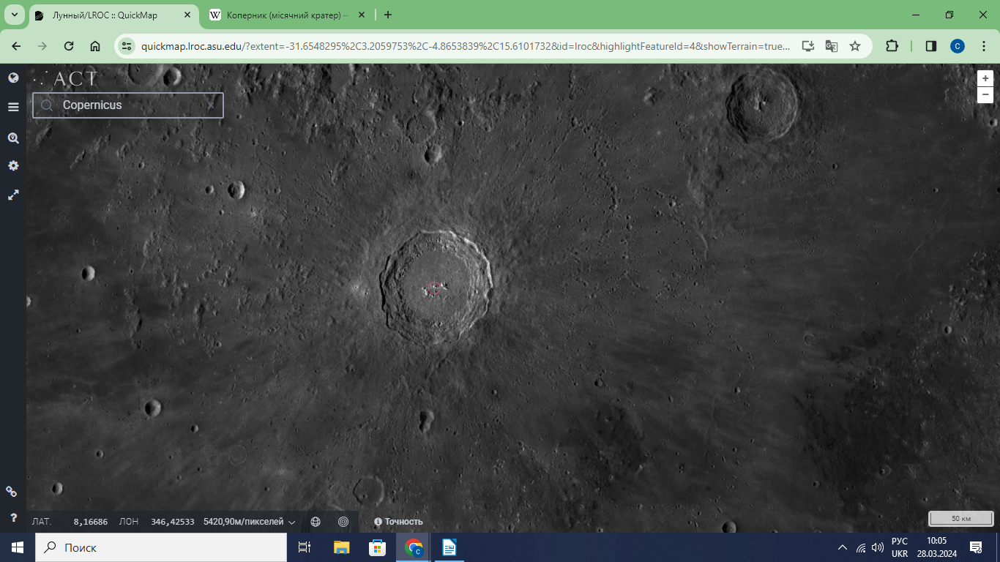 Лунный/LROC :: QuickMap
Коперник (місячний кратер) –
quickmap.lroc.asu.edu/?extent=-31.6548295%2C3.2059753%2C-4.8653839%2C15.6101732&id=lroc&highlightFeatureId=4&showTerrain=true...
C
ACT
+
−
Copernicus
ЛАТ. 8,16686 ЛОН 346,42533 5420,90м/пикселей
Точность
50 км
?
Поиск
РУС
UKR
10:05
28.03.2024